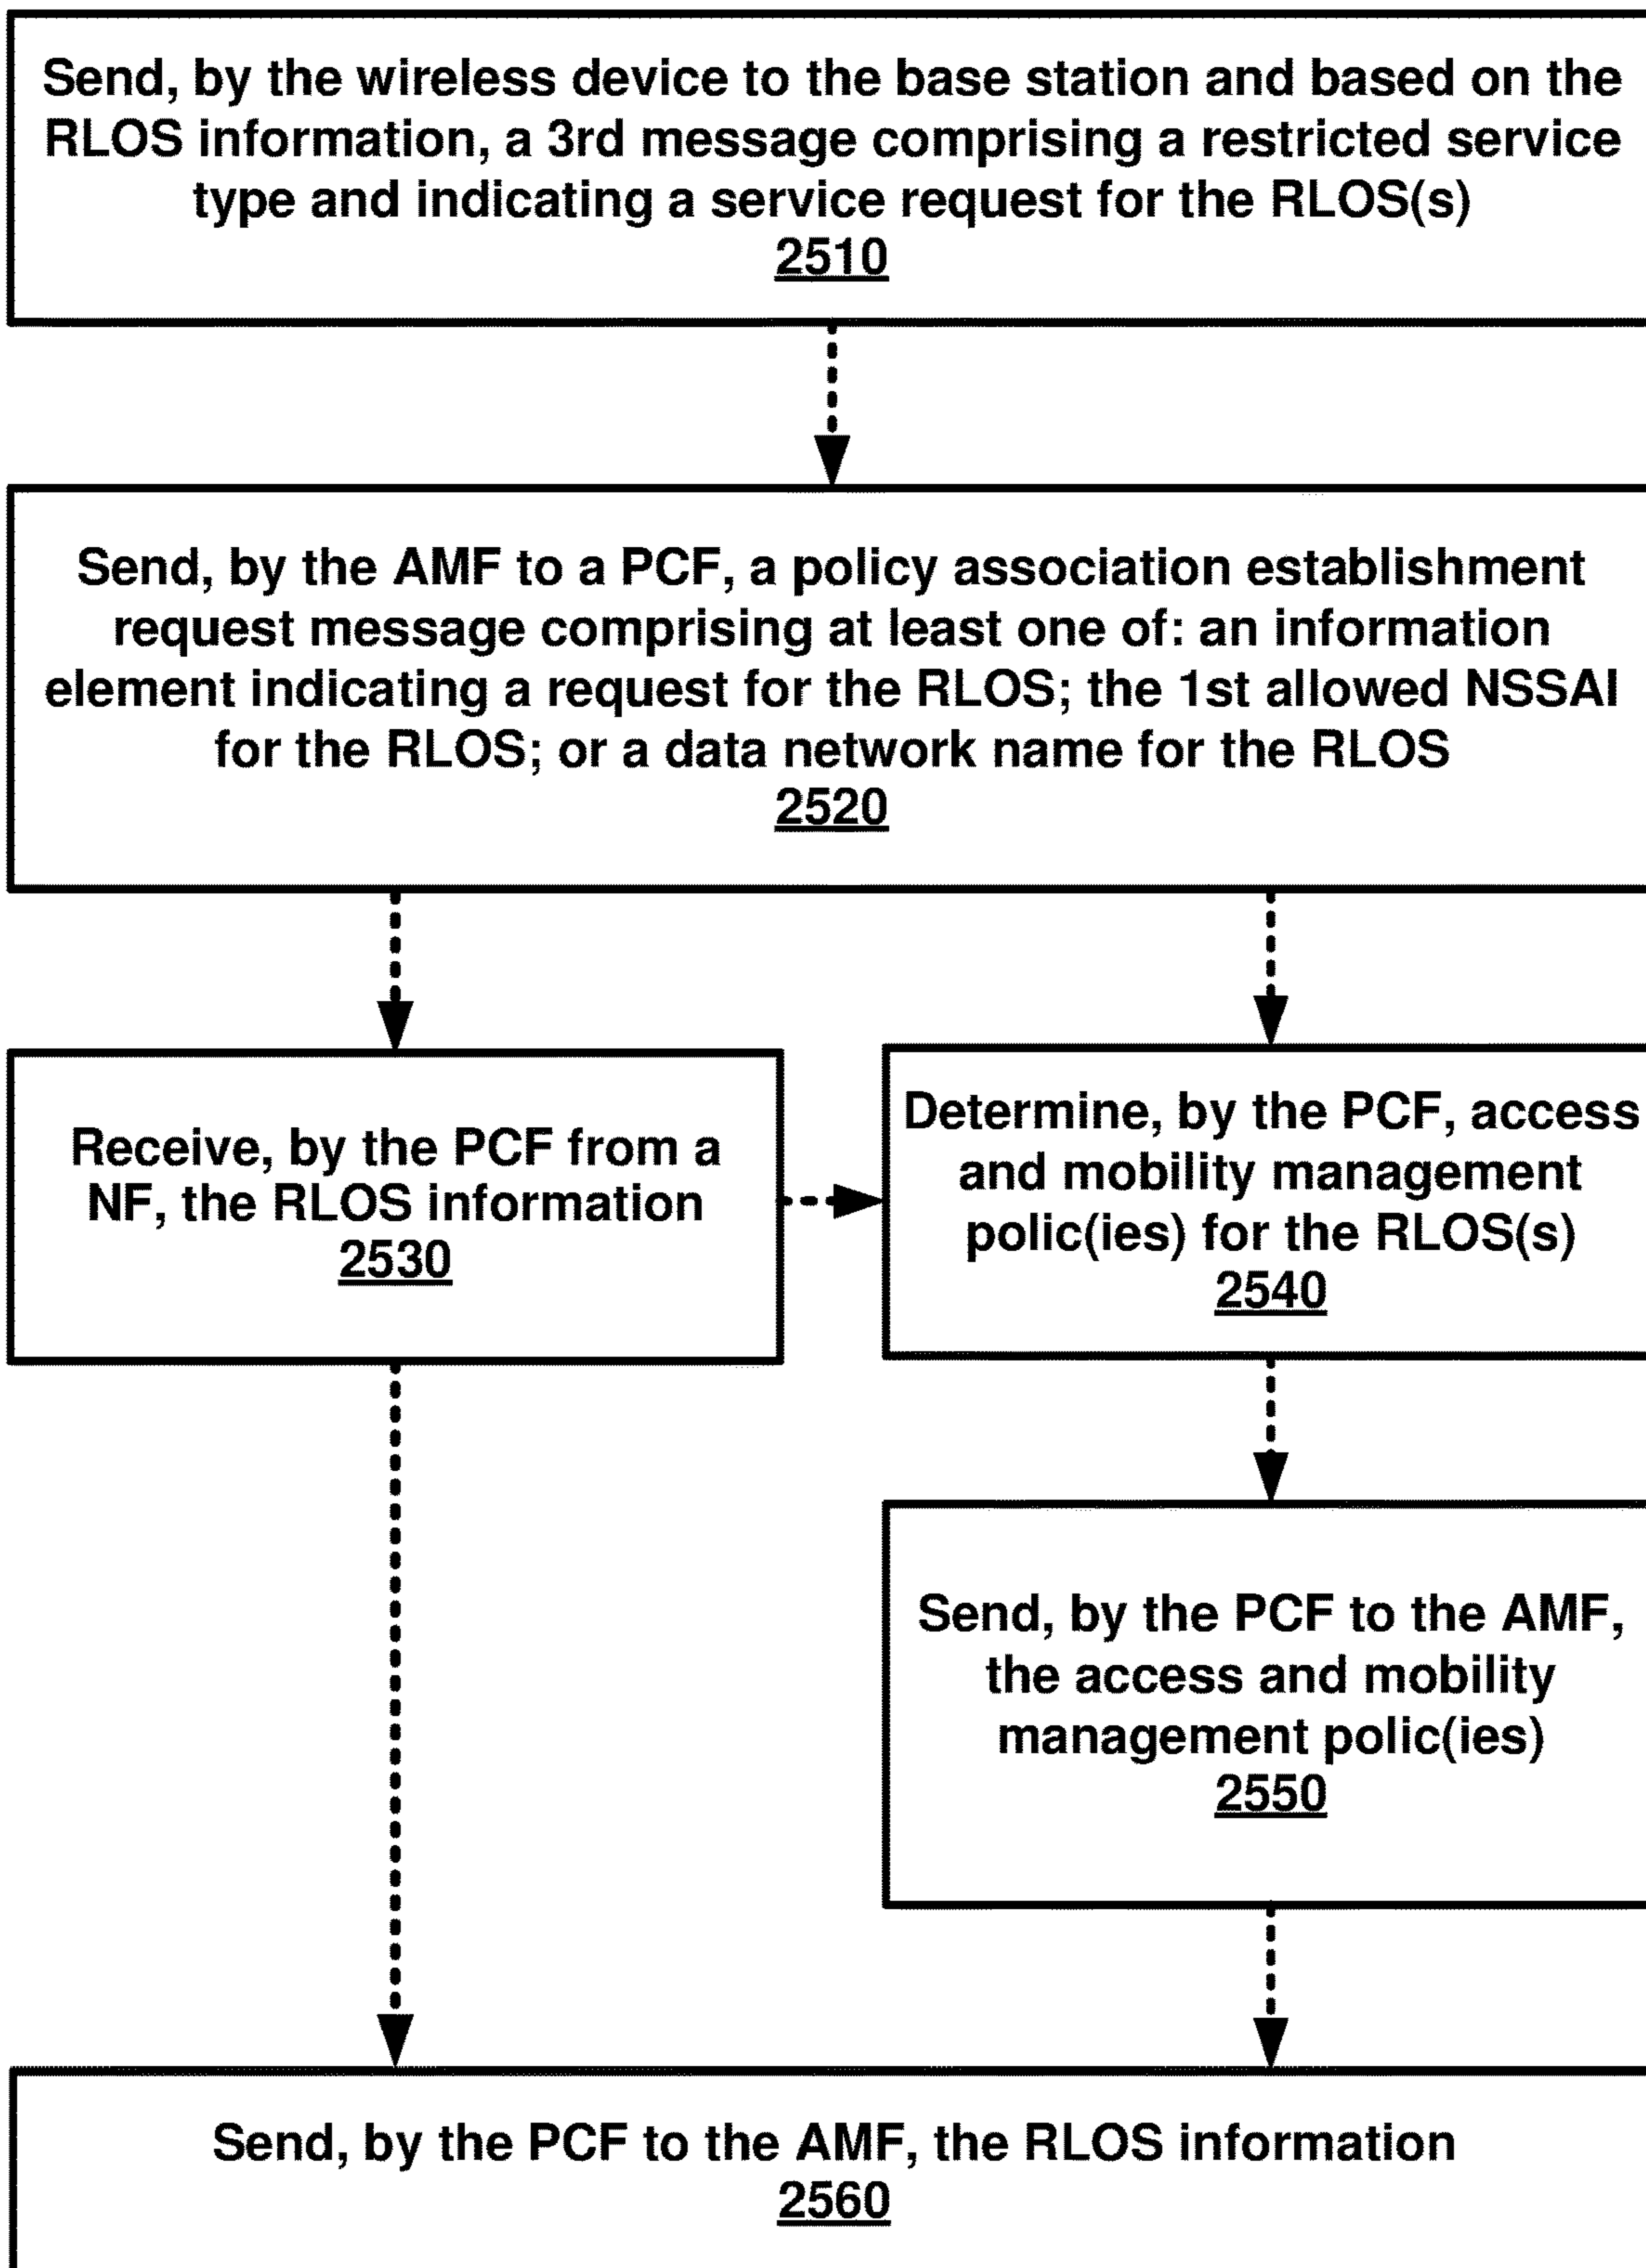 Send, by the wireless device to the base station and based on the
RLOS information, a 3rd message comprising a restricted service
type and indicating a service request for the RLOS(s)
2510
Send, by the AMF to a PCF, a policy association establishment
request message comprising at least one of: an information
element indicating a request for the RLOS; the 1st allowed NSSAI
for the RLOS; or a data network name for the RLOS
2520
Receive, by the PCF from a
NF, the RLOS information
2530
Determine, by the PCF, access
and mobility management
polic(ies) for the RLOS(s)
2540
Send, by the PCF to the AMF,
the access and mobility
management polic(ies)
2550
Send, by the PCF to the AMF, the RLOS information
2560